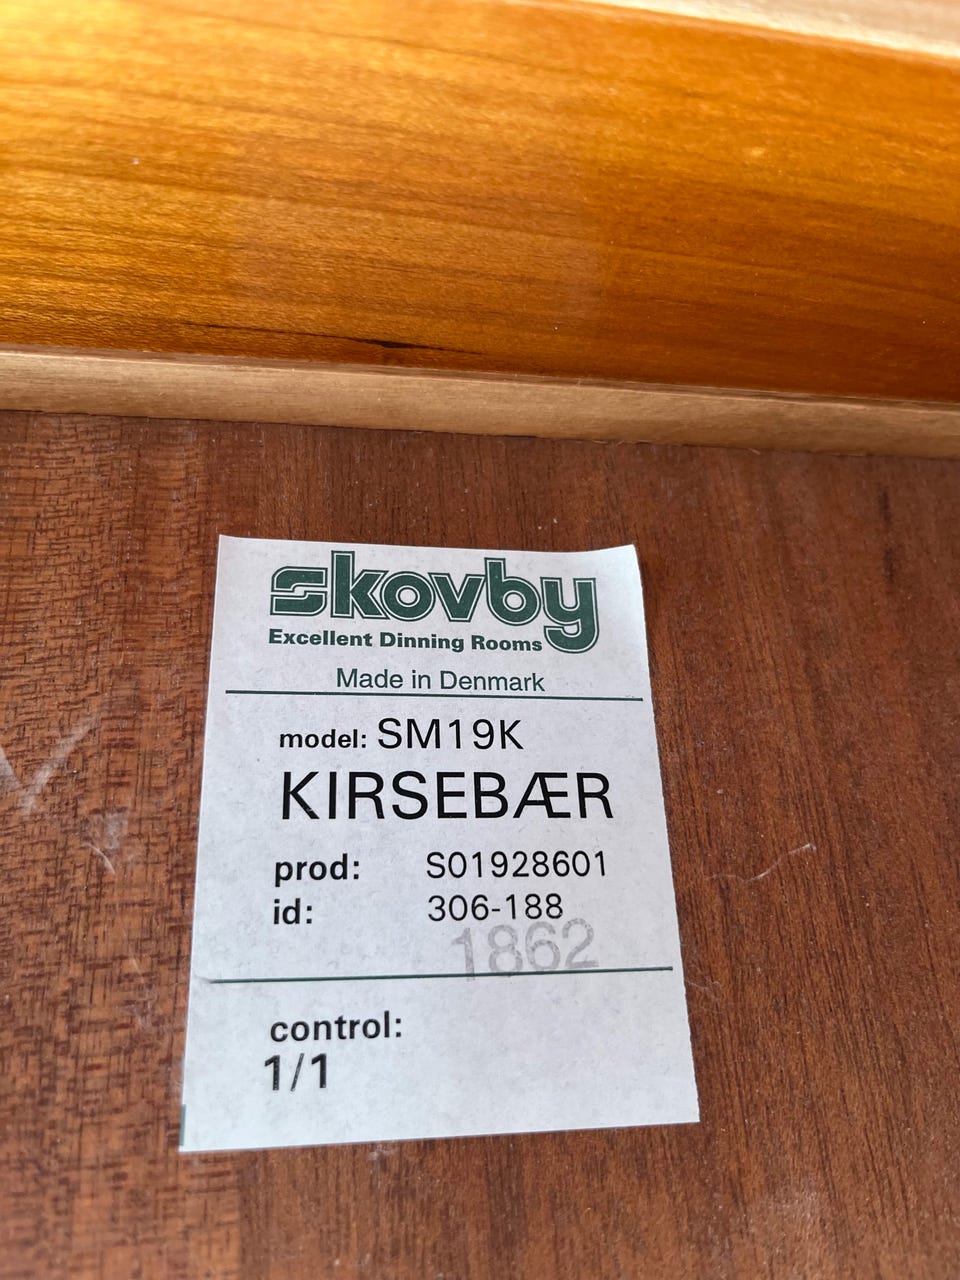 skovby
Excellent Dinning Rooms
Made in Denmark
model: SM19K
KIRSEBÆR
prod: S01928601
id: 306-188
1862
control:
1/1